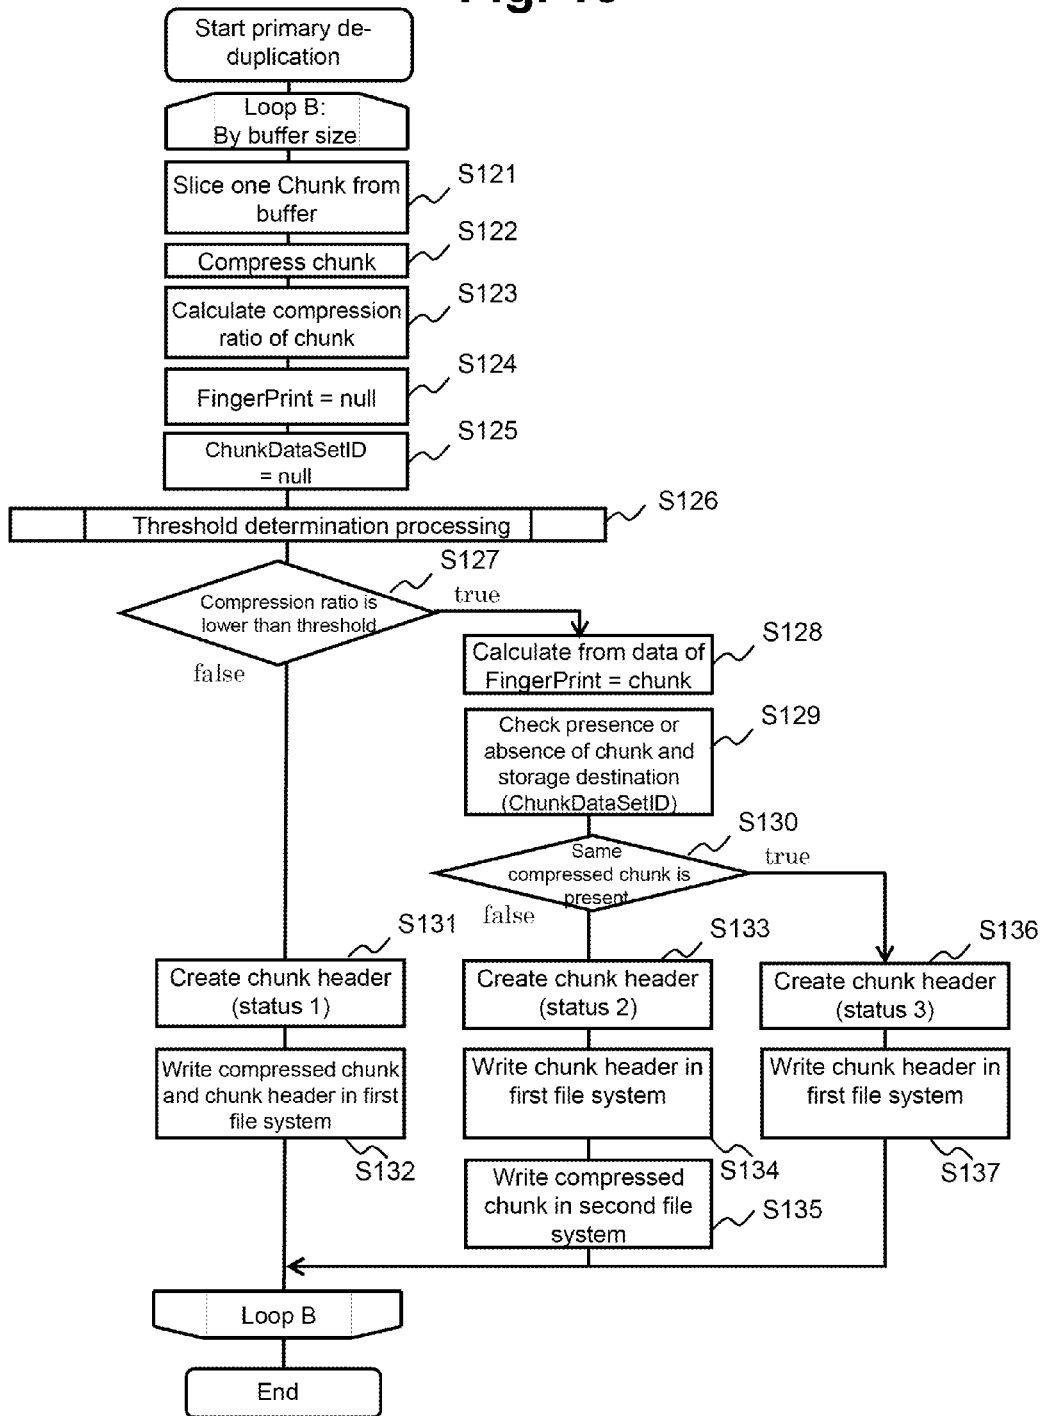 Start primary de-
duplication
Loop B:
By buffer size
Slice one Chunk from
buffer
S121
Compress chunk
S122
Calculate compression
ratio of chunk
S123
FingerPrint = null
S124
ChunkDataSetID
= null
S125
Threshold determination processing
S126
Compression ratio is
lower than threshold
S127
true
false
Calculate from data of
FingerPrint = chunk
S128
Check presence or
absence of chunk and
storage destination
(ChunkDataSetID)
S129
Same
compressed chunk is
present
S130
true
false
S131
Create chunk header
(status 1)
S133
Create chunk header
(status 2)
S136
Create chunk header
(status 3)
Write compressed chunk
and chunk header in first
file system
S132
Write chunk header in
first file system
S134
Write chunk header in
first file system
S137
Write compressed
chunk in second file
system
S135
Loop B
End